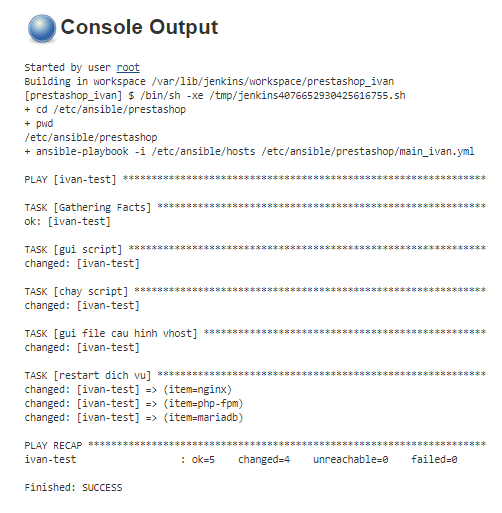 Console Output
Started by user root
Building in workspace /var/lib/jenkins/workspace/prestashop_ivan
[prestashop_ivan] $ /bin/sh -xe /tmp/jenkins4076652930425616755.sh
+ cd /etc/ansible/prestashop
+ pwd
/etc/ansible/prestashop
+ ansible-playbook -i /etc/ansible/hosts /etc/ansible/prestashop/main_ivan.yml
PLAY [ivan-test] ***************************************************************
TASK [Gathering Facts] *********************************************************
ok: [ivan-test]
TASK [gui script] **************************************************************
changed: [ivan-test]
TASK [chay script] *************************************************************
changed: [ivan-test]
TASK [gui file cau hinh vhost] *************************************************
changed: [ivan-test]
TASK [restart dich vu] *********************************************************
changed: [ivan-test] => (item=nginx)
changed: [ivan-test] => (item=php-fpm)
changed: [ivan-test] => (item=mariadb)
PLAY RECAP *********************************************************************
ivan-test                  : ok=5    changed=4    unreachable=0    failed=0
Finished: SUCCESS